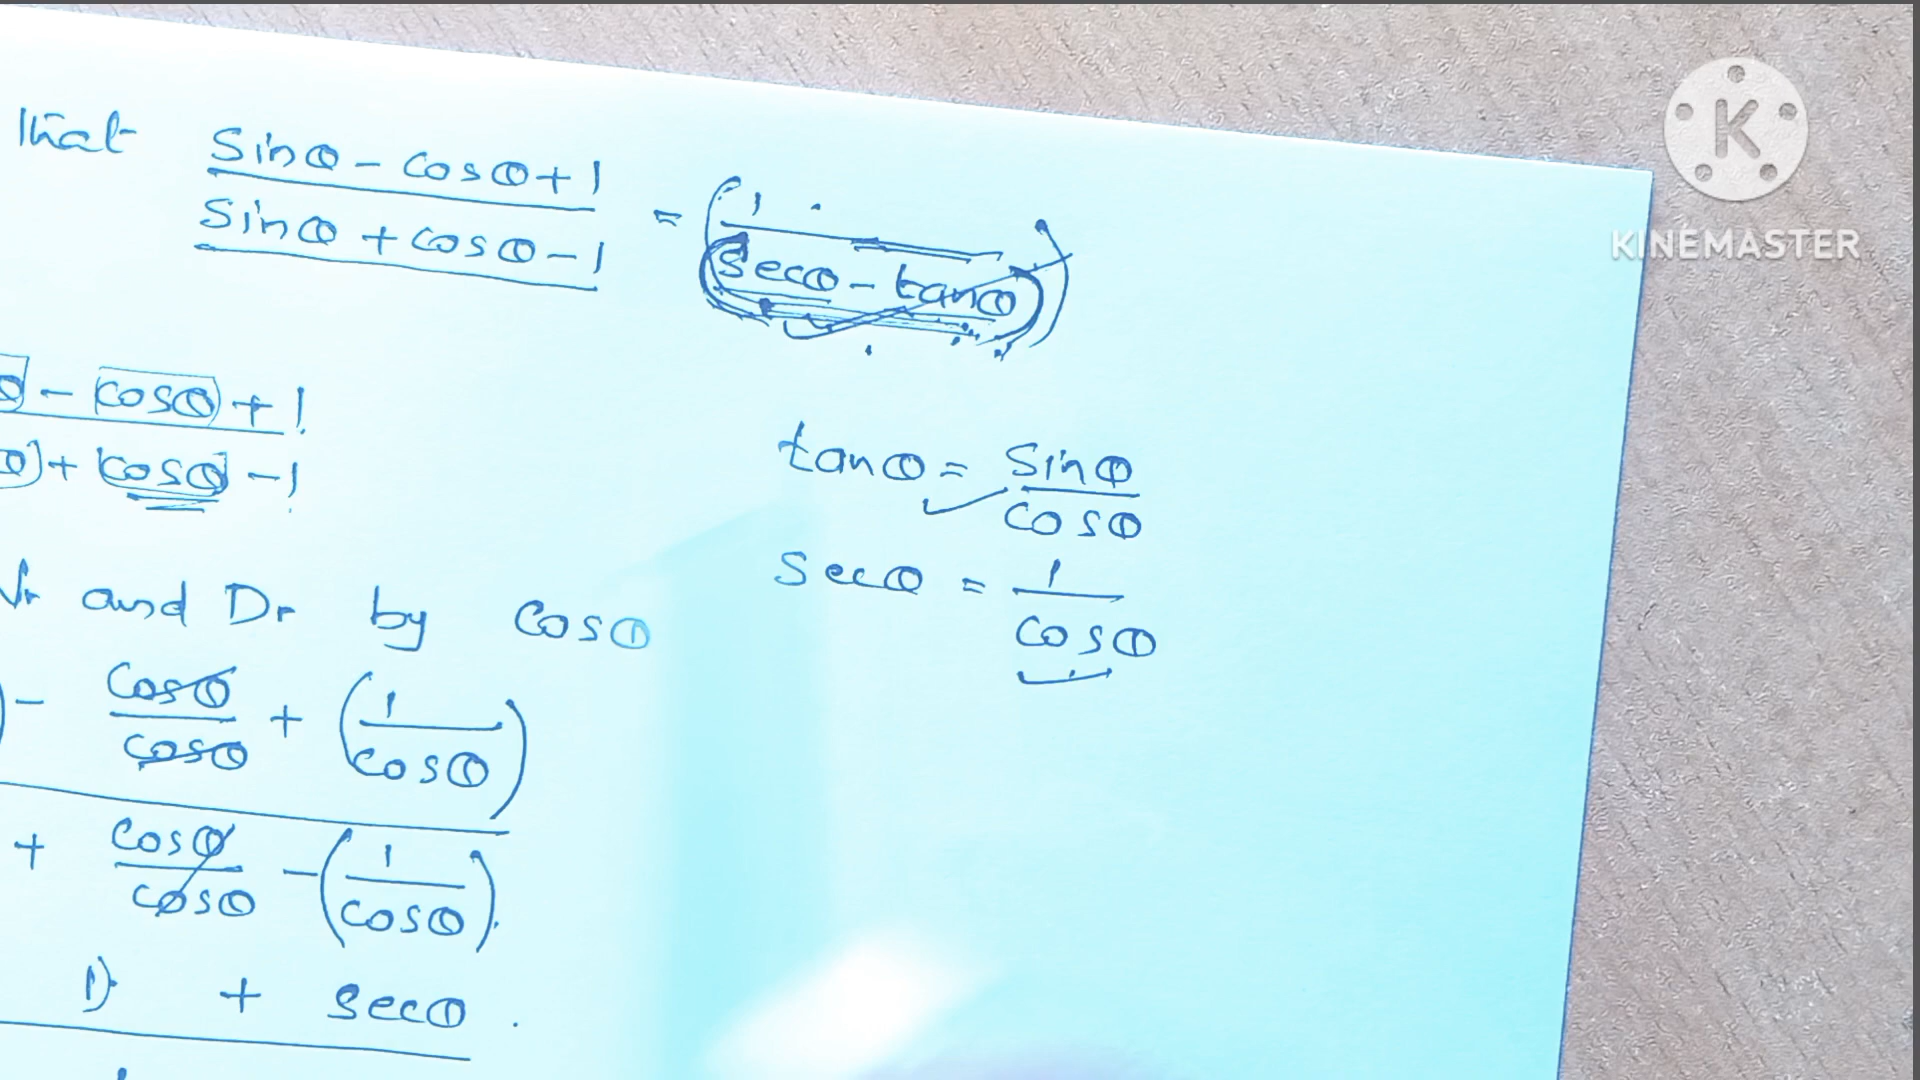 that sinθ - cosθ + 1 / sinθ + cosθ - 1 = (1 / secθ - tanθ)
KINEMASTER
θ - cosθ + 1
θ) + cosθ - 1
tanθ = sinθ / cosθ
secθ = 1 / cosθ
Nr and Dr by cosθ
) - cosθ / cosθ + (1 / cosθ)
+ cosθ / cosθ - (1 / cosθ).
1) + secθ .